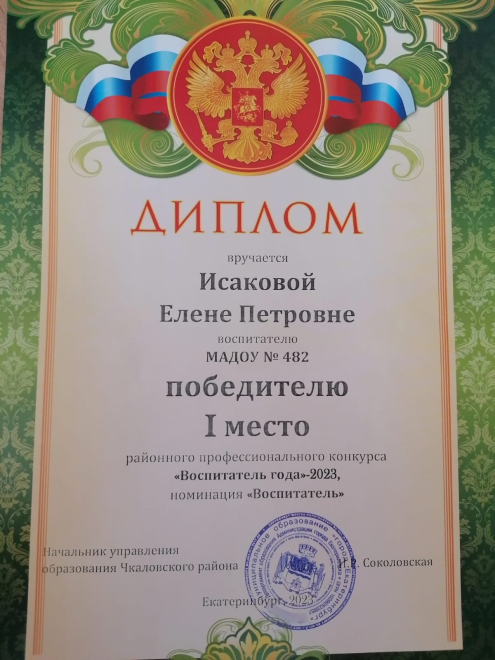 ДИПЛОМ
вручается
Исаковой
Елене Петровне
воспитателю
МАДОУ № 482
победителю
I место
районного профессионального конкурса
«Воспитатель года»-2023,
номинация «Воспитатель»
Начальник управления
образования Чкаловского района
Соколовская
Екатеринбург, 2023